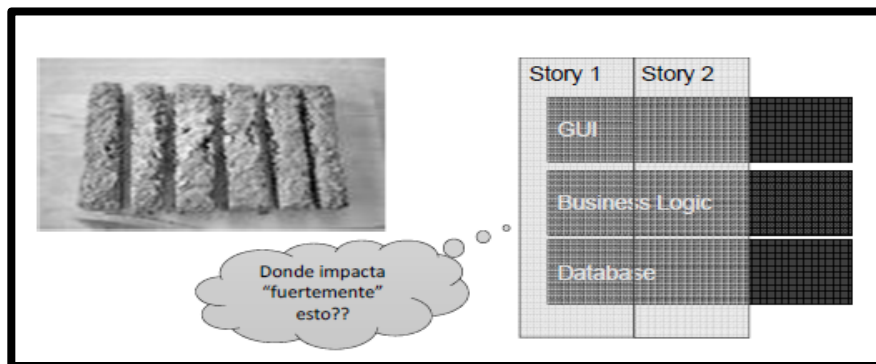 Story 1 Story 2
GUI
Business Logic
Database
Donde impacta
“fuertemente”
esto??